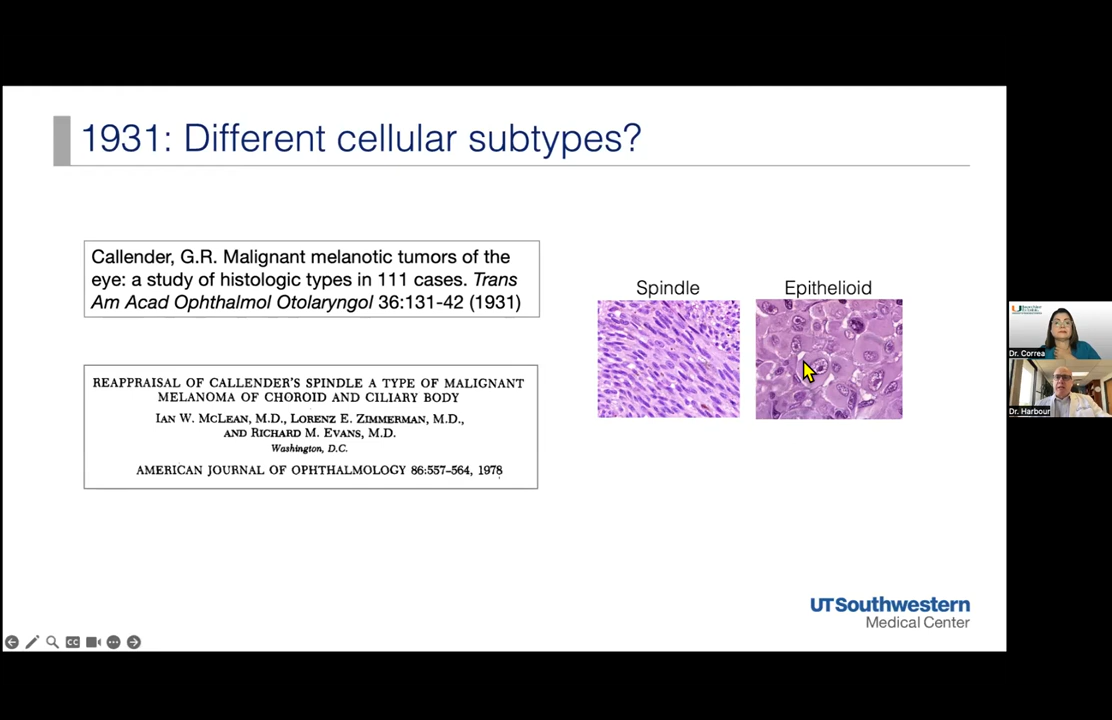 1931: Different cellular subtypes?
Callender, G.R. Malignant melanotic tumors of the
eye: a study of histologic types in 111 cases. Trans
Am Acad Ophthalmol Otolaryngol 36:131-42 (1931)
REAPPRAISAL OF CALLENDER'S SPINDLE A TYPE OF MALIGNANT
MELANOMA OF CHOROID AND CILIARY BODY
IAN W. MCLEAN, M.D., LORENZ E. ZIMMERMAN, M.D.,
AND RICHARD M. EVANS, M.D.
Washington, D.C.
AMERICAN JOURNAL OF OPHTHALMOLOGY 86:557–564, 1978
Spindle
Epithelioid
Dr. Correa
Dr. Harbour
UTSouthwestern
Medical Center
CC